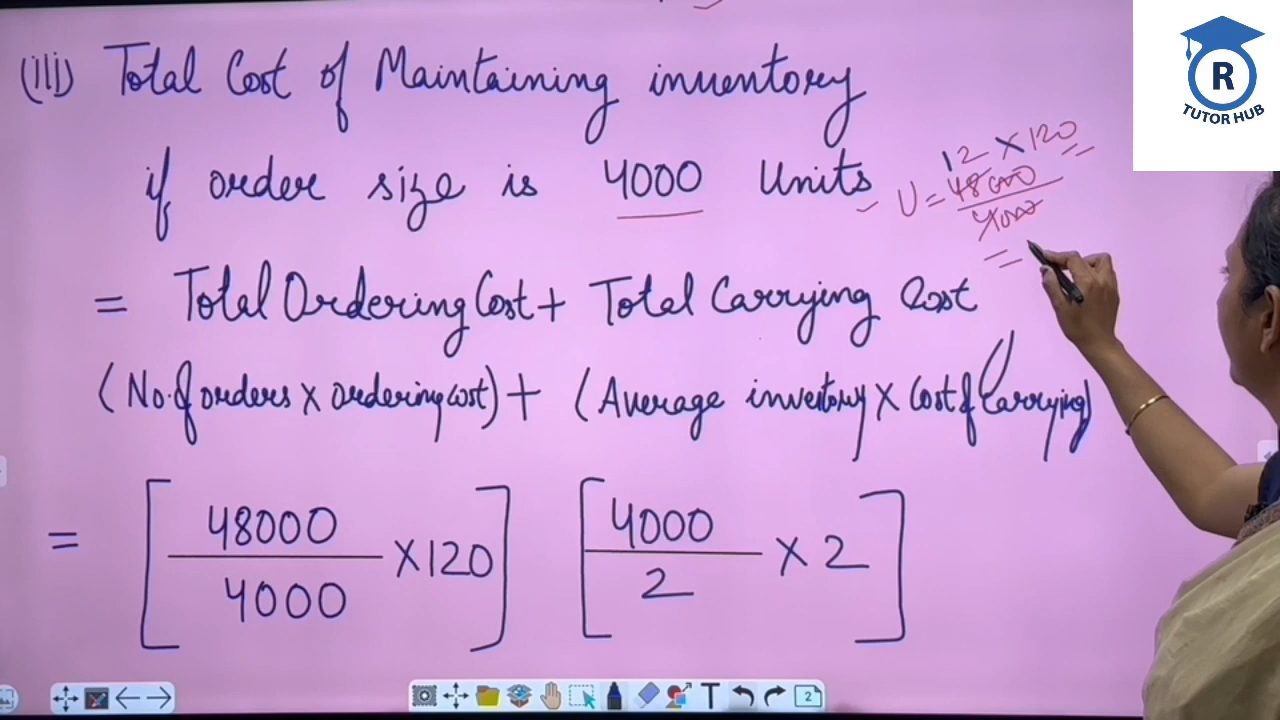 (iii) Total Cost of Maintaining inventory
if order size is 4000 Units
= Total Ordering Cost + Total Carrying Cost
(No. of orders X ordering cost) + (Average inventory X Cost of Carrying)
= [48000/4000 X 120] [4000/2 X 2]
12 X 120
U = 48000/4000
=
R
TUTOR HUB
T
2